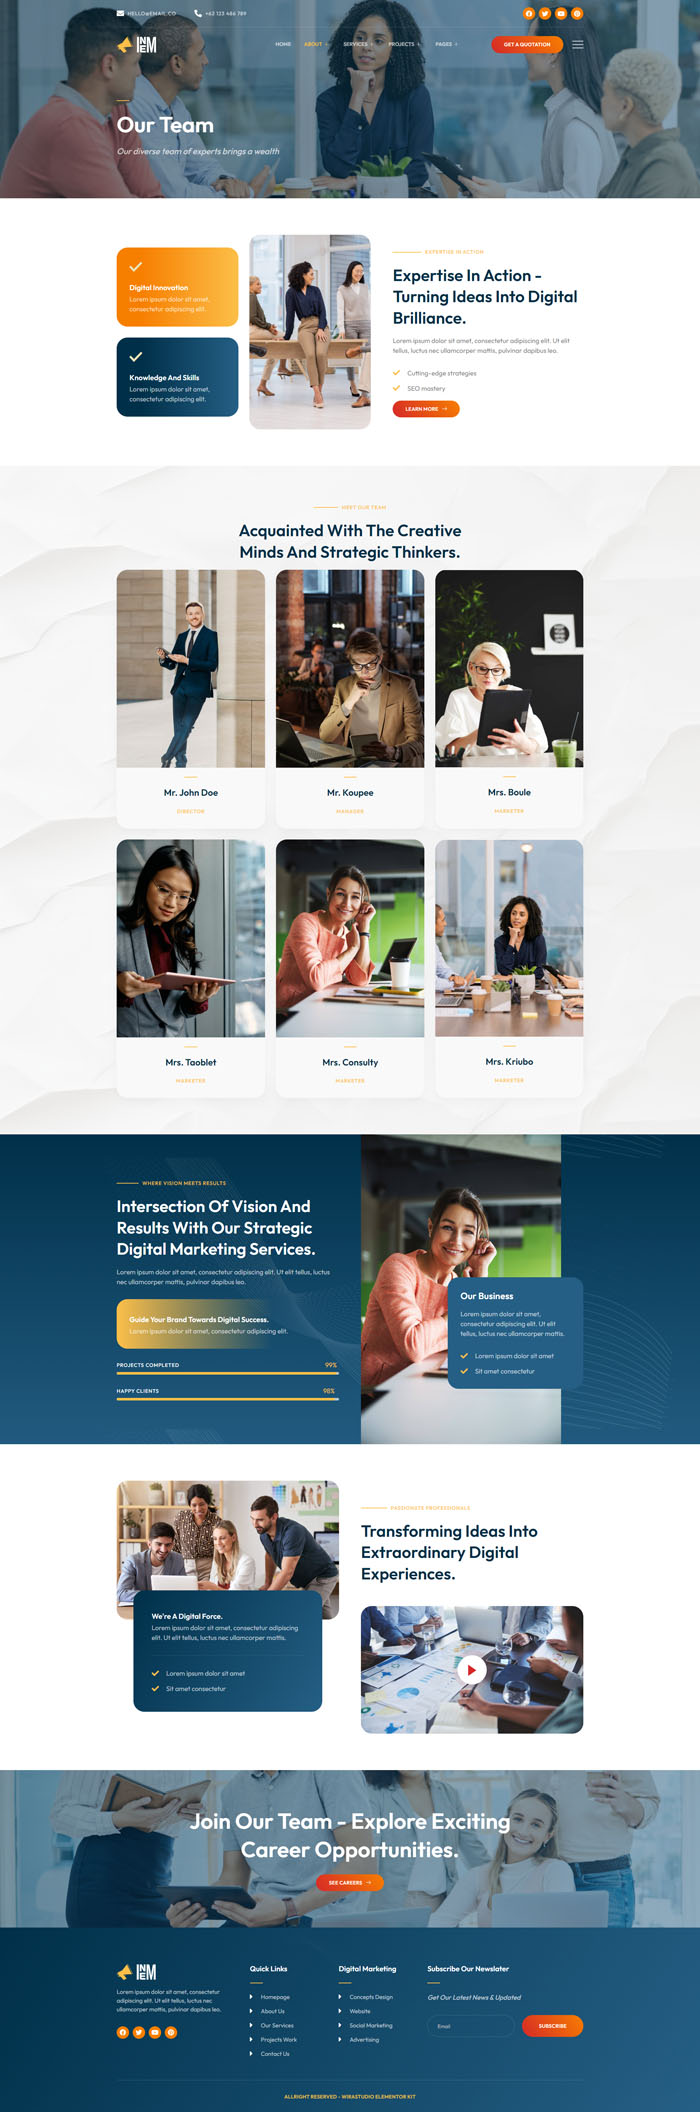 HELLO@EMAIL.CO
+62 123 456 789
INEM
HOME
ABOUT +
SERVICES +
PROJECTS +
PAGES +
GET A QUOTATION
Our Team
Our diverse team of experts brings a wealth
Digital Innovation
Lorem ipsum dolor sit amet,
consectetur adipiscing elit.
Knowledge And Skills
Lorem ipsum dolor sit amet,
consectetur adipiscing elit.
EXPERTISE IN ACTION
Expertise In Action -
Turning Ideas Into Digital
Brilliance.
Lorem ipsum dolor sit amet, consectetur adipiscing elit. Ut elit
tellus, luctus nec ullamcorper mattis, pulvinar dapibus leo.
Cutting-edge strategies
SEO mastery
LEARN MORE
MEET OUR TEAM
Acquainted With The Creative
Minds And Strategic Thinkers.
Mr. John Doe
DIRECTOR
Mr. Koupee
MANAGER
Mrs. Boule
MARKETER
Mrs. Taoblet
MARKETER
Mrs. Consulty
MARKETER
Mrs. Kriubo
MARKETER
WHERE VISION MEETS RESULTS
Intersection Of Vision And
Results With Our Strategic
Digital Marketing Services.
Lorem ipsum dolor sit amet, consectetur adipiscing elit. Ut elit tellus, luctus
nec ullamcorper mattis, pulvinar dapibus leo.
Guide Your Brand Towards Digital Success.
Lorem ipsum dolor sit amet, consectetur adipiscing elit.
PROJECTS COMPLETED
99%
HAPPY CLIENTS
98%
Our Business
Lorem ipsum dolor sit amet,
consectetur adipiscing elit. Ut elit
tellus, luctus nec ullamcorper mattis.
Lorem ipsum dolor sit amet
Sit amet consectetur
We're A Digital Force.
Lorem ipsum dolor sit amet, consectetur adipiscing
elit. Ut elit tellus, luctus nec ullamcorper mattis.
Lorem ipsum dolor sit amet
Sit amet consectetur
PASSIONATE PROFESSIONALS
Transforming Ideas Into
Extraordinary Digital
Experiences.
Join Our Team - Explore Exciting
Career Opportunities.
SEE CAREERS
INEM
Lorem ipsum dolor sit amet, consectetur
adipiscing elit. Ut elit tellus, luctus nec
ullamcorper mattis, pulvinar dapibus leo.
Quick Links
Homepage
About Us
Our Services
Projects Work
Contact Us
Digital Marketing
Concepts Design
Website
Social Marketing
Advertising
Subscribe Our Newslater
Get Our Latest News & Updated
Email
SUBSCRIBE
ALLRIGHT RESERVED - WIRASTUDIO ELEMENTOR KIT